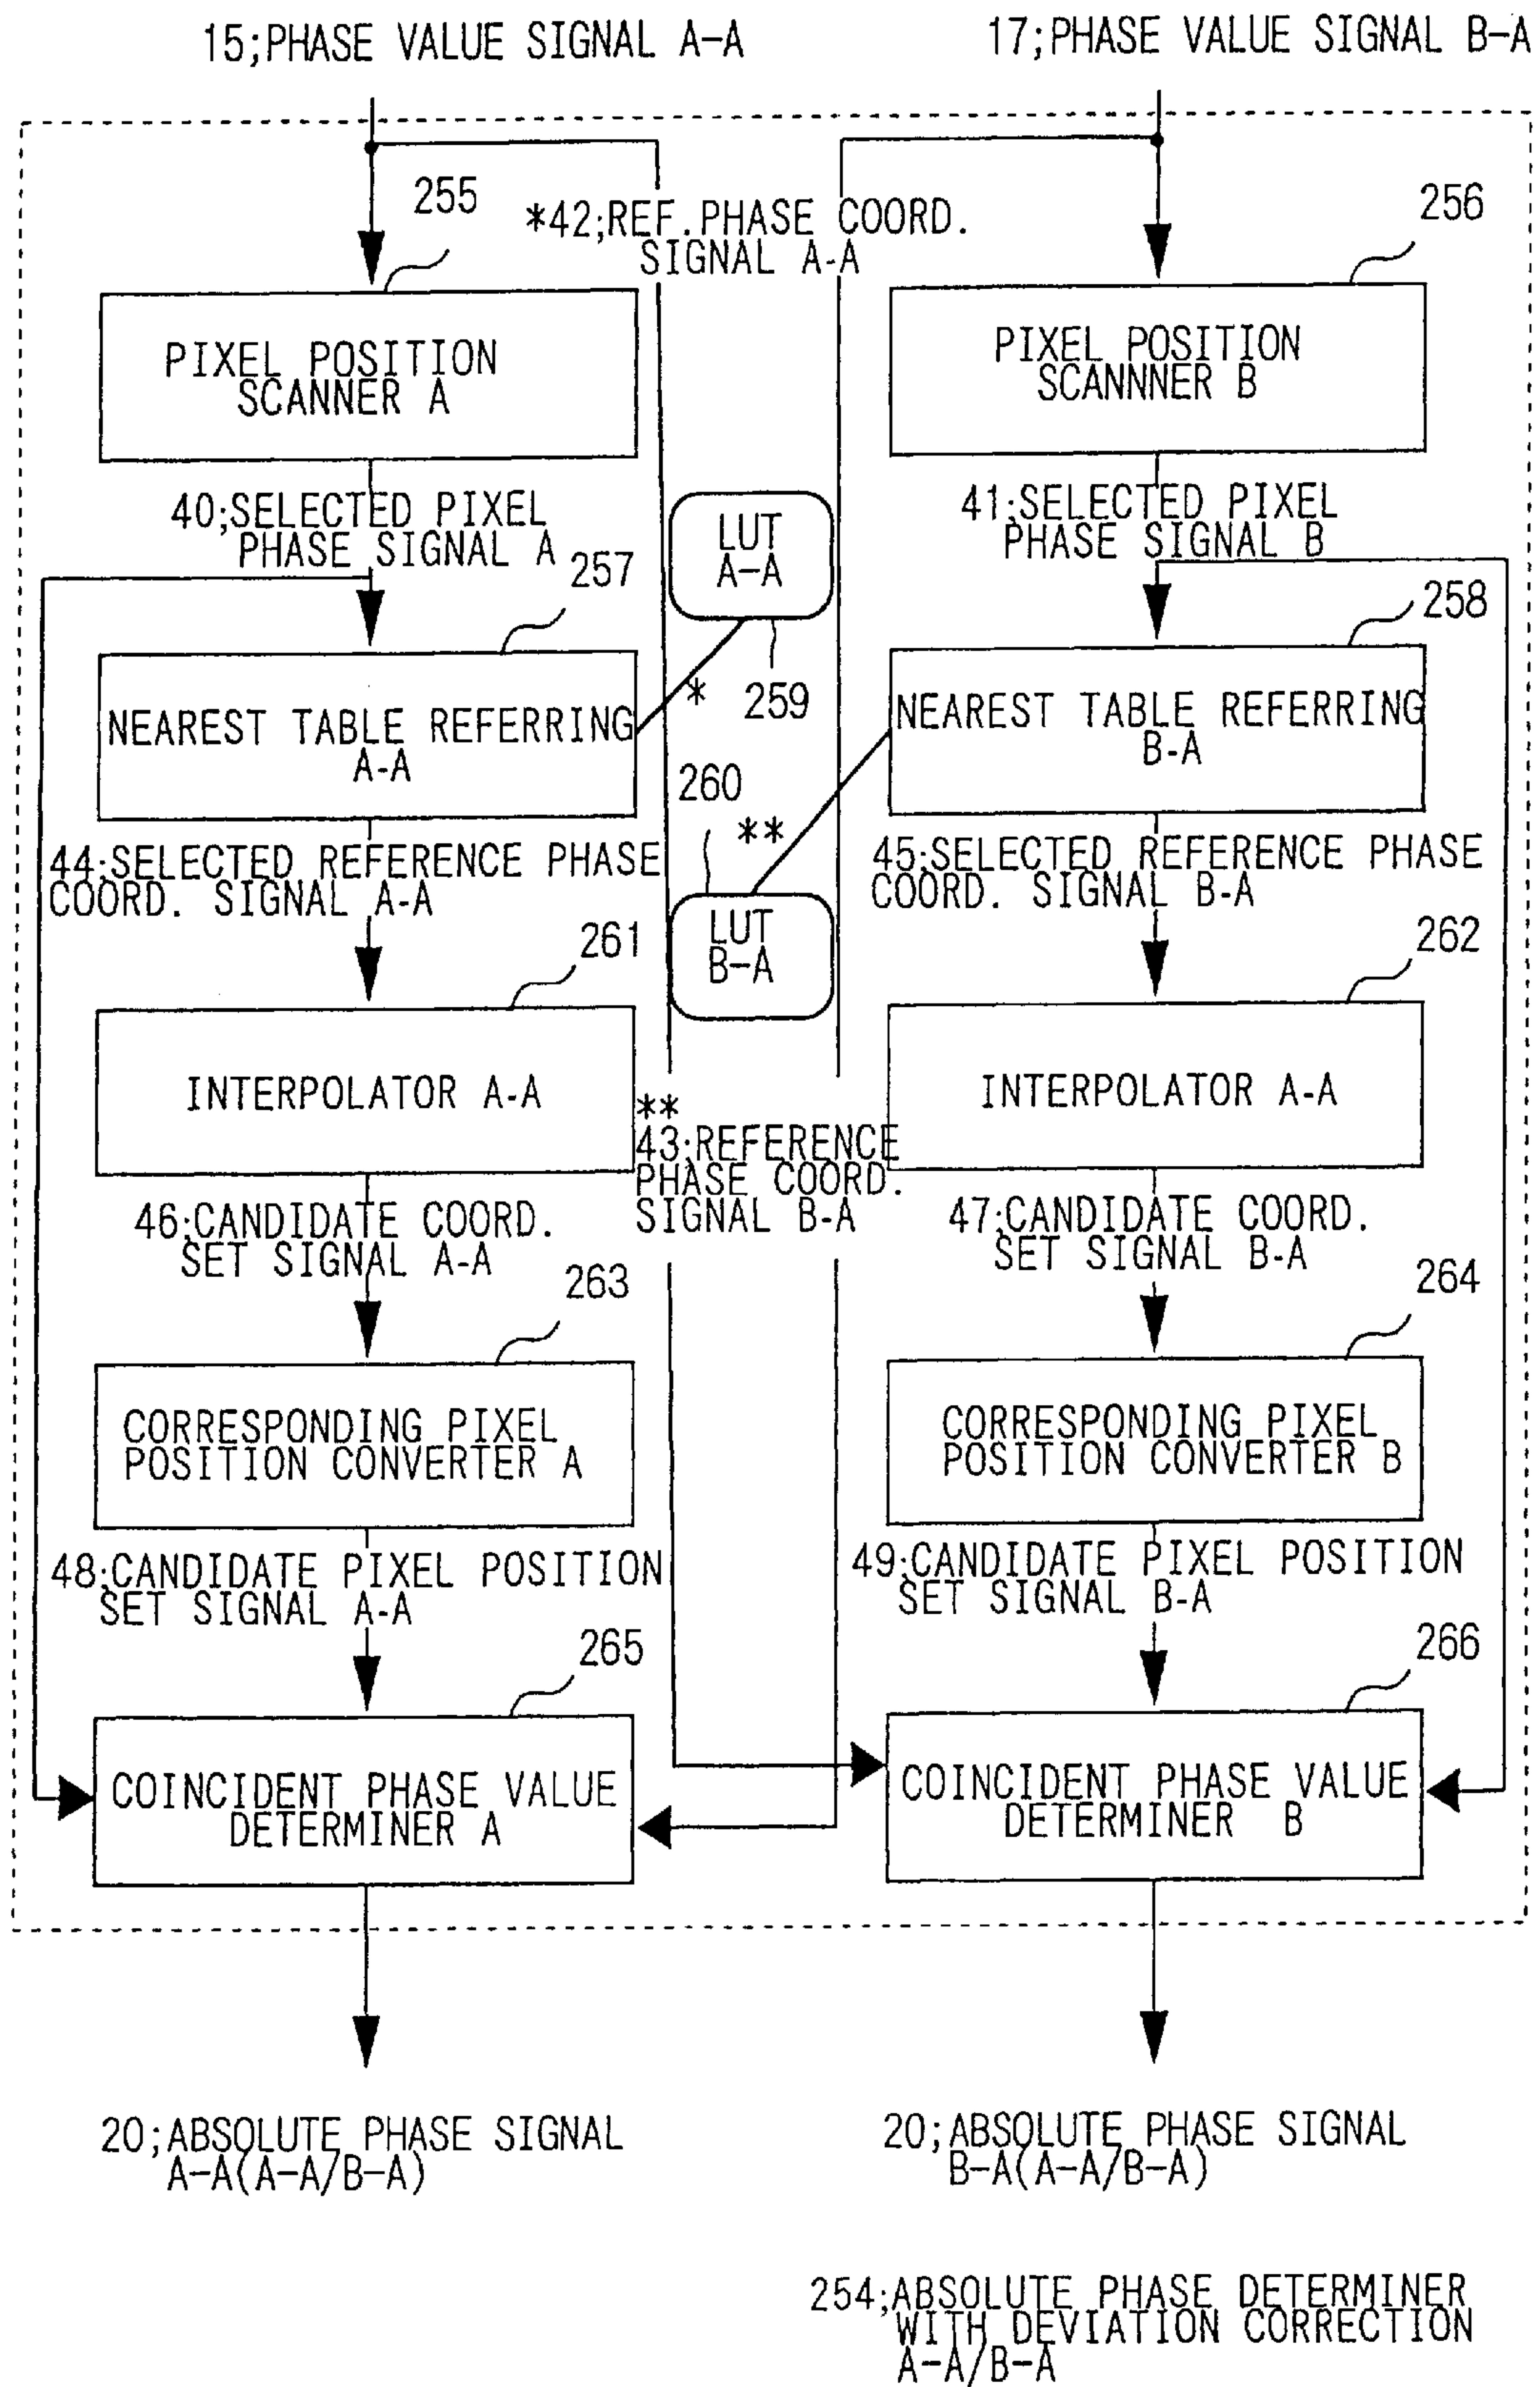 15;PHASE VALUE SIGNAL A-A
17;PHASE VALUE SIGNAL B-A
255
*42;REF.PHASE COORD.
SIGNAL A-A
256
PIXEL POSITION
SCANNER A
PIXEL POSITION
SCANNNER B
40;SELECTED PIXEL
PHASE SIGNAL A
LUT
A-A
41;SELECTED PIXEL
PHASE SIGNAL B
257
258
*
259
NEAREST TABLE REFERRING
A-A
NEAREST TABLE REFERRING
B-A
260
**
44;SELECTED REFERENCE PHASE
COORD. SIGNAL A-A
45;SELECTED REFERENCE PHASE
COORD. SIGNAL B-A
261
LUT
B-A
262
INTERPOLATOR A-A
**
43;REFERENCE
PHASE COORD.
SIGNAL B-A
INTERPOLATOR A-A
46;CANDIDATE COORD.
SET SIGNAL A-A
47;CANDIDATE COORD.
SET SIGNAL B-A
263
264
CORRESPONDING PIXEL
POSITION CONVERTER A
CORRESPONDING PIXEL
POSITION CONVERTER B
48;CANDIDATE PIXEL POSITION
SET SIGNAL A-A
49;CANDIDATE PIXEL POSITION
SET SIGNAL B-A
265
266
COINCIDENT PHASE VALUE
DETERMINER A
COINCIDENT PHASE VALUE
DETERMINER B
20;ABSOLUTE PHASE SIGNAL
A-A(A-A/B-A)
20;ABSOLUTE PHASE SIGNAL
B-A(A-A/B-A)
254;ABSOLUTE PHASE DETERMINER
WITH DEVIATION CORRECTION
A-A/B-A